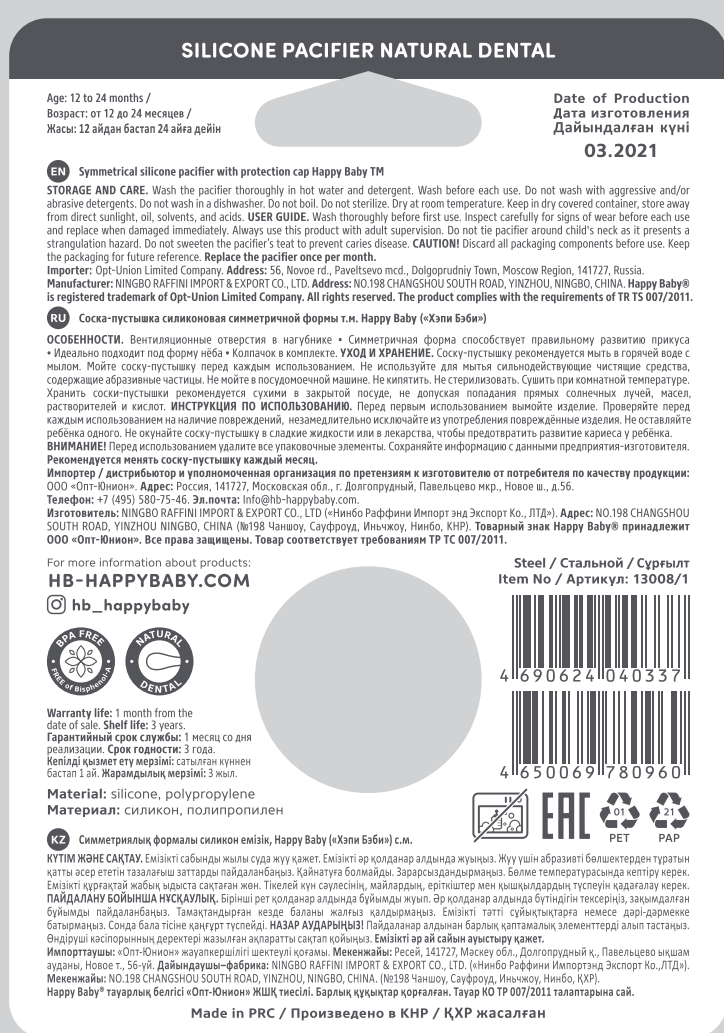 SILICONE PACIFIER NATURAL DENTAL
Age: 12 to 24 months /
Возраст: от 12 до 24 месяцев /
Жасы: 12 айдан бастап 24 айға дейін
Date of Production
Дата изготовления
Дайындалған күні
03.2021
EN Symmetrical silicone pacifier with protection cap Happy Baby TM
STORAGE AND CARE. Wash the pacifier thoroughly in hot water and detergent. Wash before each use. Do not wash with aggressive and/or
abrasive detergents. Do not wash in a dishwasher. Do not boil. Do not sterilize. Dry at room temperature. Keep in dry covered container, store away
from direct sunlight, oil, solvents, and acids. USER GUIDE. Wash thoroughly before first use. Inspect carefully for signs of wear before each use
and replace when damaged immediately. Always use this product with adult supervision. Do not tie pacifier around child's neck as it presents a
strangulation hazard. Do not sweeten the pacifier's teat to prevent caries disease. CAUTION! Discard all packaging components before use. Keep
the packaging for future reference. Replace the pacifier once per month.
Importer: Opt-Union Limited Company. Address: 56, Novoe rd., Paveltsevo mcd., Dolgoprudniy Town, Moscow Region, 141727, Russia.
Manufacturer: NINGBO RAFFINI IMPORT & EXPORT CO., LTD. Address: NO.198 CHANGSHOU SOUTH ROAD, YINZHOU, NINGBO, CHINA. Happy Baby®
is registered trademark of Opt-Union Limited Company. All rights reserved. The product complies with the requirements of TR TS 007/2011.
RU Соска-пустышка силиконовая симметричной формы т.м. Happy Baby («Хэпи Бэби»)
ОСОБЕННОСТИ. Вентиляционные отверстия в нагубнике • Симметричная форма способствует правильному развитию прикуса
• Идеально подходит под форму нёба • Колпачок в комплекте. УХОД И ХРАНЕНИЕ. Соску-пустышку рекомендуется мыть в горячей воде с
мылом. Мойте соску-пустышку перед каждым использованием. Не используйте для мытья сильнодействующие чистящие средства,
содержащие абразивные частицы. Не мойте в посудомоечной машине. Не кипятить. Не стерилизовать. Сушить при комнатной температуре.
Хранить соски-пустышки рекомендуется сухими в закрытой посуде, не допуская попадания прямых солнечных лучей, масел,
растворителей и кислот. ИНСТРУКЦИЯ ПО ИСПОЛЬЗОВАНИЮ. Перед первым использованием вымойте изделие. Проверяйте перед
каждым использованием на наличие повреждений, незамедлительно исключайте из употребления повреждённые изделия. Не оставляйте
ребёнка одного. Не окунайте соску-пустышку в сладкие жидкости или в лекарства, чтобы предотвратить развитие кариеса у ребёнка.
ВНИМАНИЕ! Перед использованием удалите все упаковочные элементы. Сохраняйте информацию с данными предприятия-изготовителя.
Рекомендуется менять соску-пустышку каждый месяц.
Импортер / дистрибьютор и уполномоченная организация по претензиям к изготовителю от потребителя по качеству продукции:
ООО «Опт-Юнион». Адрес: Россия, 141727, Московская обл., г. Долгопрудный, Павельцево мкр., Новое ш., д.56.
Телефон: +7 (495) 580-75-46. Эл.почта: Info@hb-happybaby.com.
Изготовитель: NINGBO RAFFINI IMPORT & EXPORT CO., LTD («Нинбо Раффини Импорт энд Экспорт Ко., ЛТД»). Адрес: NO.198 CHANGSHOU
SOUTH ROAD, YINZHOU NINGBO, CHINA (№198 Чаншоу, Сауфроуд, Иньчжоу, Нинбо, КНР). Товарный знак Happy Baby® принадлежит
ООО «Опт-Юнион». Все права защищены. Товар соответствует требованиям ТР ТС 007/2011.
For more information about products:
HB-HAPPYBABY.COM
hb_happybaby
BPA FREE
• FREE of Bisphenol-A •
NATURAL
DENTAL
Warranty life: 1 month from the
date of sale. Shelf life: 3 years.
Гарантийный срок службы: 1 месяц со дня
реализации. Срок годности: 3 года.
Кепілді қызмет ету мерзімі: сатылған күннен
бастап 1 ай. Жарамдылық мерзімі: 3 жыл.
Material: silicone, polypropylene
Материал: силикон, полипропилен
Steel / Стальной / Сұрғылт
Item No / Артикул: 13008/1
4 690624 040337
4 650069 780960
EAC
01
PET
21
PAP
KZ Симметриялық формалы силикон емізік, Happy Baby («Хэпи Бэби») с.м.
КҮТІМ ЖӘНЕ САҚТАУ. Емізікті сабынды жылы суда жуу қажет. Емізікті әр қолданар алдында жуыңыз. Жуу үшін абразивті бөлшектерден тұратын
қатты әсер ететін тазалағыш заттарды пайдаланбаңыз. Қайнатуға болмайды. Зарарсыздандырмаңыз. Бөлме температурасында кептіру керек.
Емізікті құрғақтай жабық ыдыста сақтаған жөн. Тікелей күн сәулесінің, майлардың, еріткіштер мен қышқылдардың түспеуін қадағалау керек.
ПАЙДАЛАНУ БОЙЫНША НҰСҚАУЛЫҚ. Бірінші рет қолданар алдында бұйымды жуып. Әр қолданар алдында бүтіндігін тексеріңіз, зақымдалған
бұйымды пайдаланбаңыз. Тамақтандырған кезде баланы жалғыз қалдырмаңыз. Емізікті тәтті сұйықтықтарға немесе дәрі-дәрмекке
батырмаңыз. Сонда бала тісіне қаңғұрт түспейді. НАЗАР АУДАРЫҢЫЗ! Пайдаланар алдынан барлық қаптамалық элементтерді алып тастаңыз.
Өндіруші кәсіпорынның деректері жазылған ақпаратты сақтап қойыңыз. Емізікті әр ай сайын ауыстыру қажет.
Импорттаушы: «Опт-Юнион» жауапкершілігі шектеулі қоғамы. Мекенжайы: Ресей, 141727, Мәскеу обл., Долгопрудный қ., Павельцево ықшам
ауданы, Новое т., 56-үй. Дайындаушы–фабрика: NINGBO RAFFINI IMPORT & EXPORT CO., LTD. («Нинбо Раффини Импортэнд Экспорт Ко.,ЛТД»).
Мекенжайы: NO.198 CHANGSHOU SOUTH ROAD, YINZHOU, NINGBO, CHINA. (№198 Чаншоу, Сауфроуд, Иньчжоу, Нинбо, ҚХР).
Happy Baby® тауарлық белгісі «Опт-Юнион» ЖШҚ тиесілі. Барлық құқықтар қорғалған. Тауар КО ТР 007/2011 талаптарына сай.
Made in PRC / Произведено в КНР / ҚХР жасалған